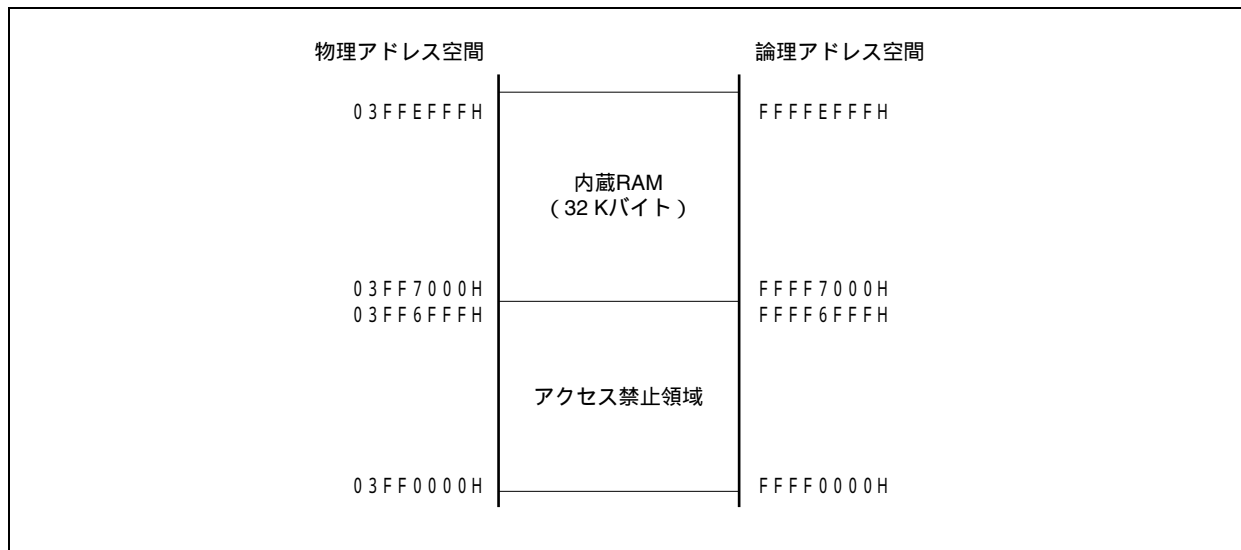 物理アドレス空間 論理アドレス空間
03FFEFFFH FFFFEFFFH
内蔵RAM
（32 Kバイト）
03FF7000H FFFF7000H
03FF6FFFH FFFF6FFFH
アクセス禁止領域
03FF0000H FFFF0000H